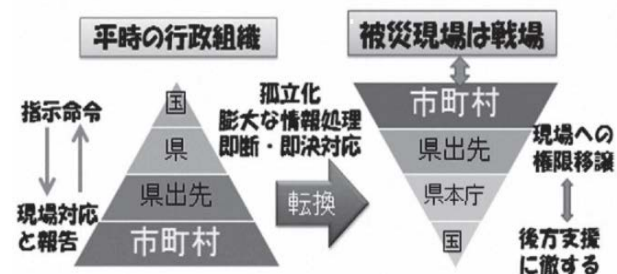 平時の行政組織
被災現場は戦場
指示命令
現場対応
と報告
国
県
県出先
市町村
孤立化
膨大な情報処理
即断・即決対応
転換
市町村
県出先
県本庁
国
現場への
権限移譲
後方支援
に徹する